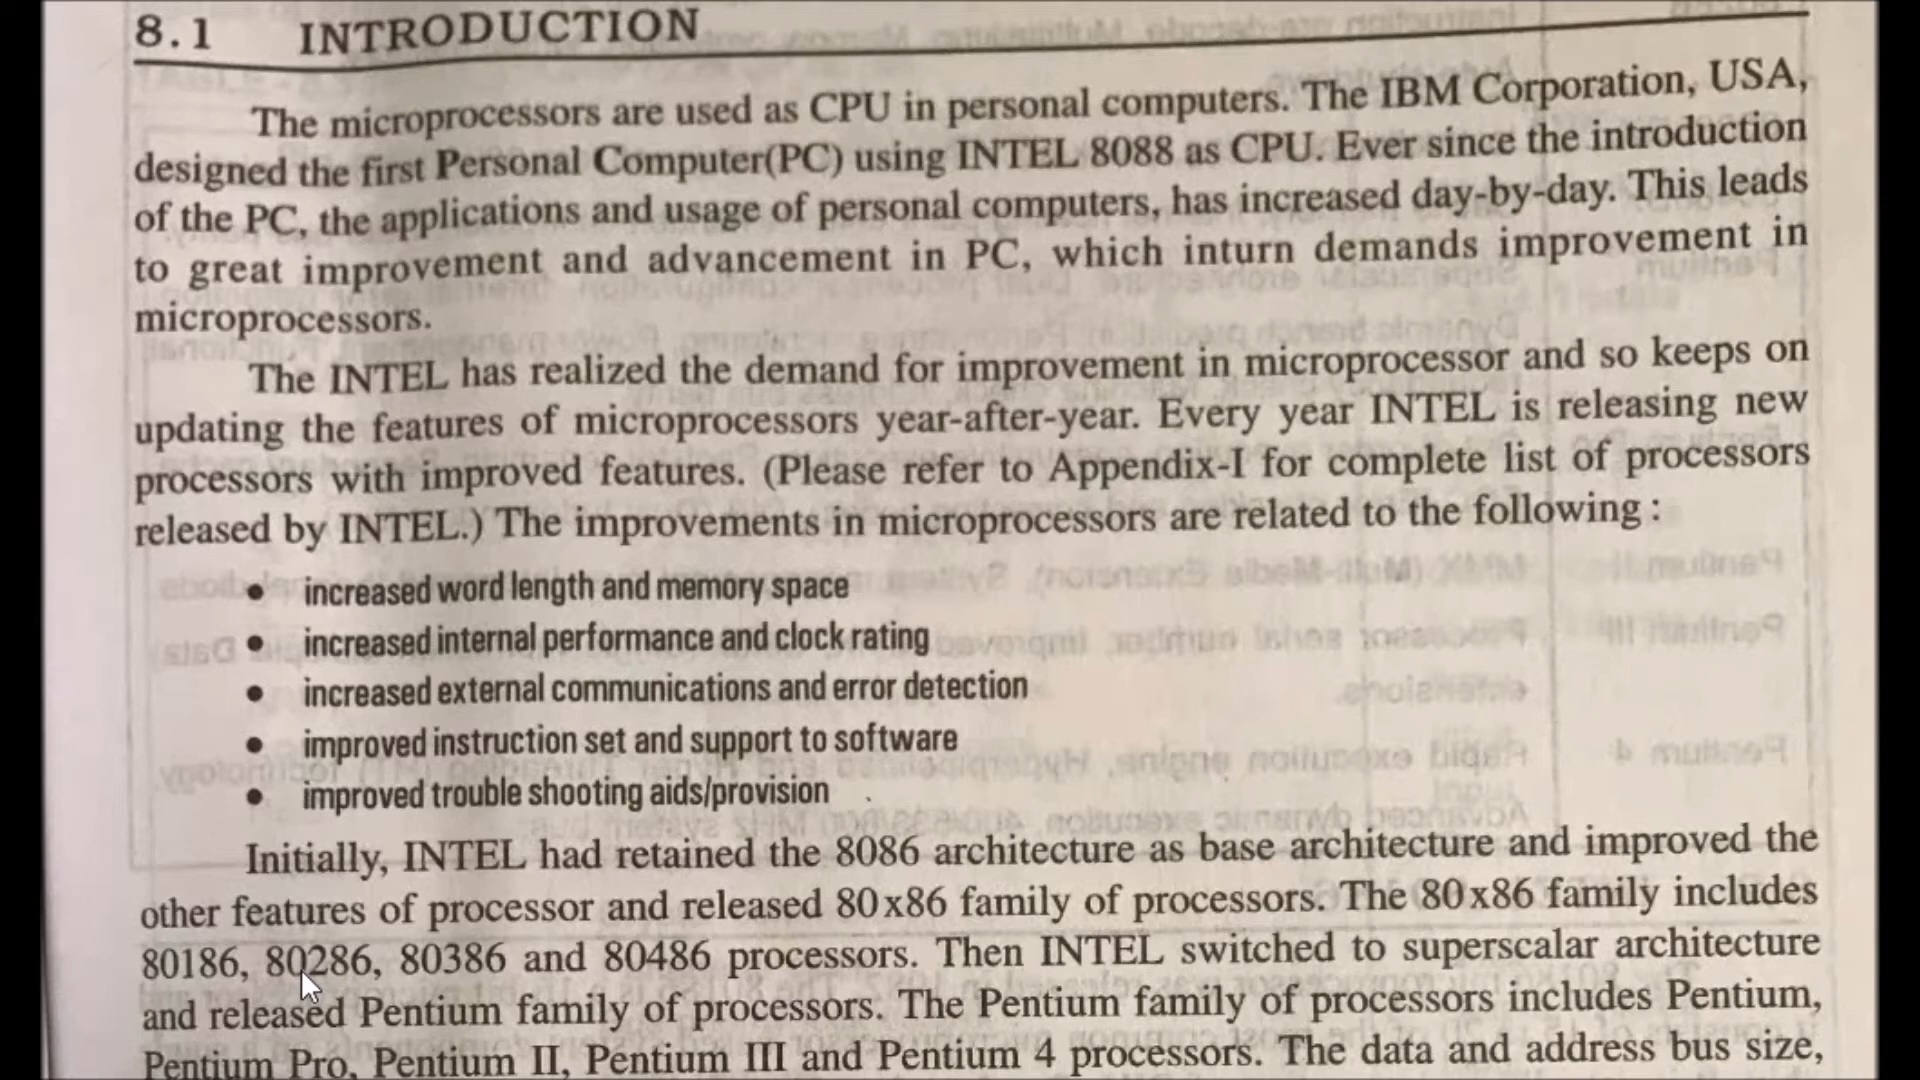 8.1 INTRODUCTION
The microprocessors are used as CPU in personal computers. The IBM Corporation, USA,
designed the first Personal Computer(PC) using INTEL 8088 as CPU. Ever since the introduction
of the PC, the applications and usage of personal computers, has increased day-by-day. This leads
to great improvement and advancement in PC, which inturn demands improvement in
microprocessors.
The INTEL has realized the demand for improvement in microprocessor and so keeps on
updating the features of microprocessors year-after-year. Every year INTEL is releasing new
processors with improved features. (Please refer to Appendix-I for complete list of processors
released by INTEL.) The improvements in microprocessors are related to the following :
• increased word length and memory space
• increased internal performance and clock rating
• increased external communications and error detection
• improved instruction set and support to software
• improved trouble shooting aids/provision
Initially, INTEL had retained the 8086 architecture as base architecture and improved the
other features of processor and released 80x86 family of processors. The 80x86 family includes
80186, 80286, 80386 and 80486 processors. Then INTEL switched to superscalar architecture
and released Pentium family of processors. The Pentium family of processors includes Pentium,
Pentium Pro, Pentium II, Pentium III and Pentium 4 processors. The data and address bus size,